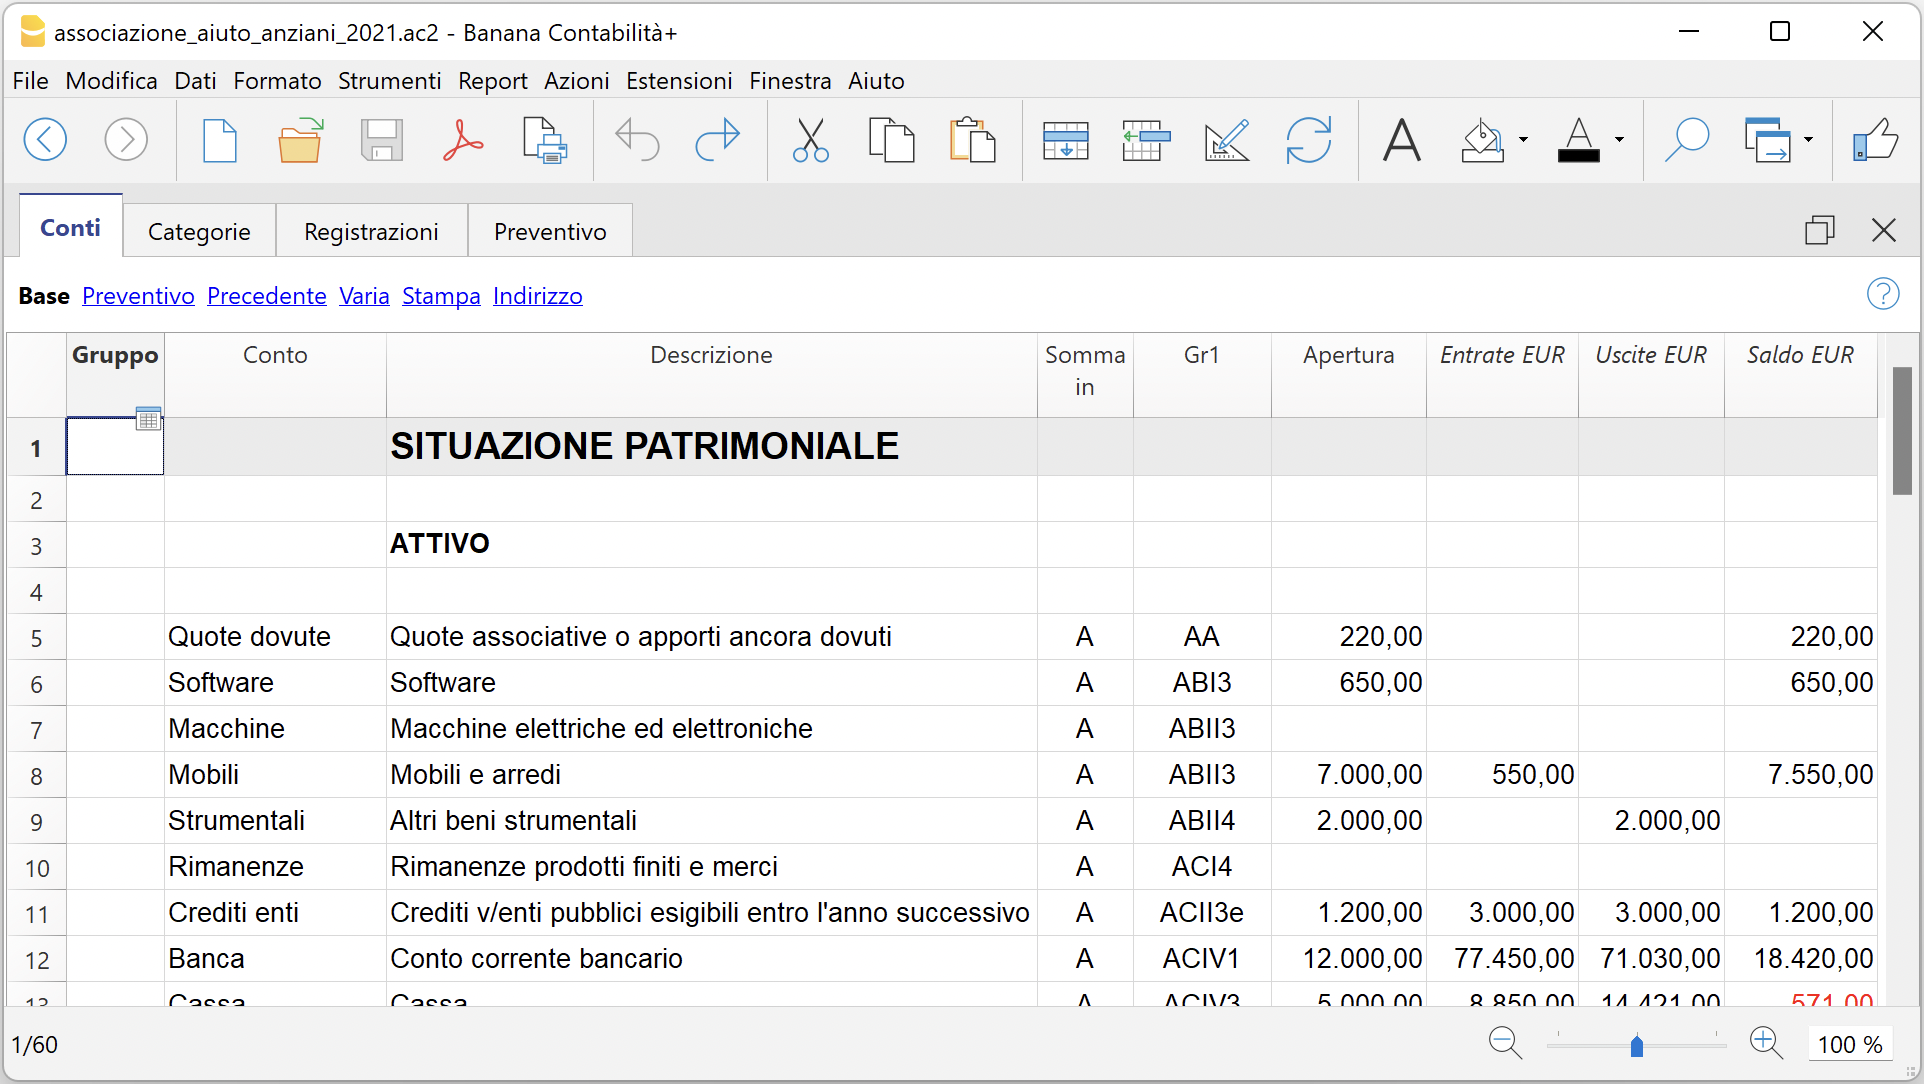 associazione_aiuto_anziani_2021.ac2 - Banana Contabilità+
File Modifica Dati Formato Strumenti Report Azioni Estensioni Finestra Aiuto
Conti Categorie Registrazioni Preventivo
Base Preventivo Precedente Varia Stampa Indirizzo
Gruppo Conto Descrizione Somma in Gr1 Apertura Entrate EUR Uscite EUR Saldo EUR
1 SITUAZIONE PATRIMONIALE
2
3 ATTIVO
4
5 Quote dovute Quote associative o apporti ancora dovuti A AA 220,00 220,00
6 Software Software A ABI3 650,00 650,00
7 Macchine Macchine elettriche ed elettroniche A ABII3
8 Mobili Mobili e arredi A ABII3 7.000,00 550,00 7.550,00
9 Strumentali Altri beni strumentali A ABII4 2.000,00 2.000,00
10 Rimanenze Rimanenze prodotti finiti e merci A ACI4
11 Crediti enti Crediti v/enti pubblici esigibili entro l'anno successivo A ACII3e 1.200,00 3.000,00 3.000,00 1.200,00
12 Banca Conto corrente bancario A ACIV1 12.000,00 77.450,00 71.030,00 18.420,00
13 Cassa Cassa A ACIV3 5.000,00 8.850,00 14.421,00 571,00
1/60 100 %